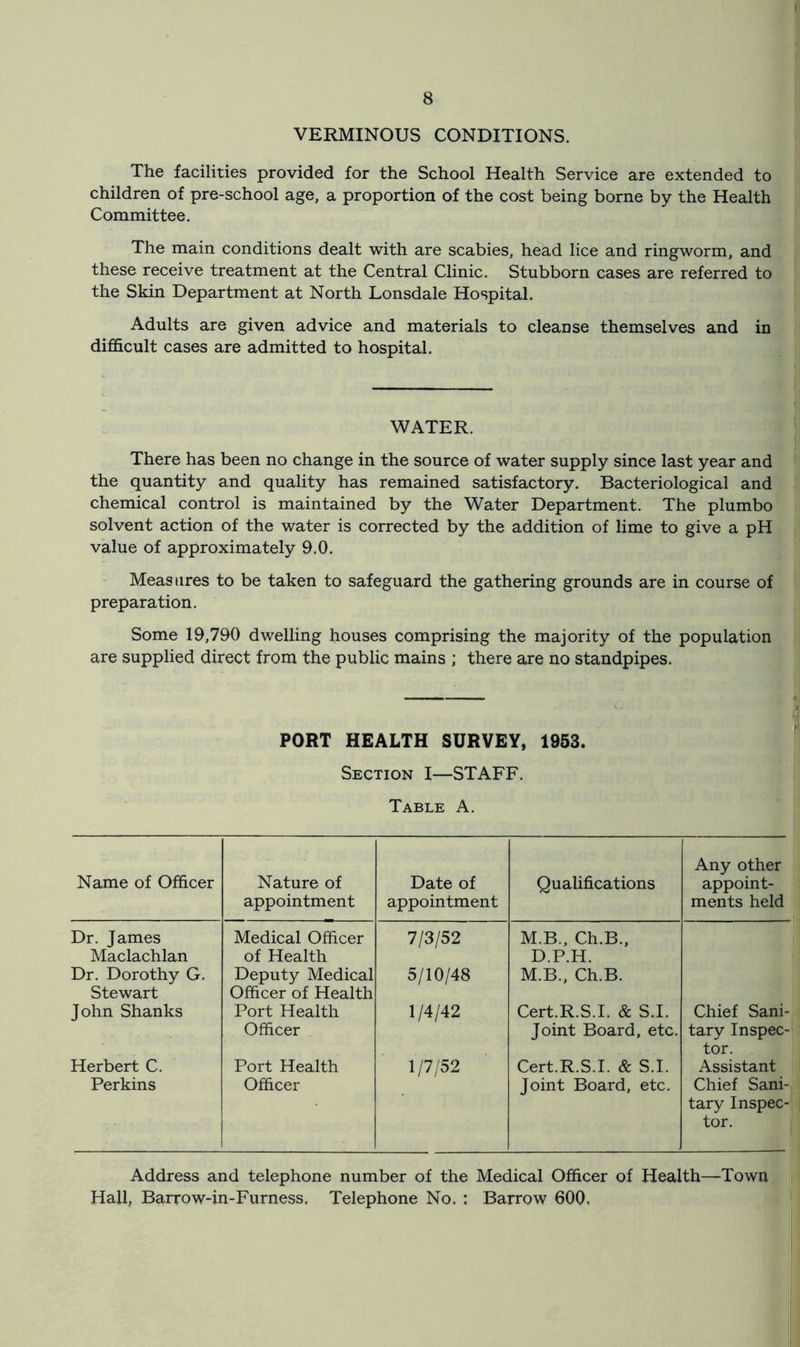 8
VERMINOUS CONDITIONS.
The facilities provided for the School Health Service are extended to
children of pre-school age, a proportion of the cost being borne by the Health
Committee.
The main conditions dealt with are scabies, head lice and ringworm, and
these receive treatment at the Central Clinic. Stubborn cases are referred to
the Skin Department at North Lonsdale Hospital.
Adults are given advice and materials to cleanse themselves and in
difficult cases are admitted to hospital.
WATER.
There has been no change in the source of water supply since last year and
the quantity and quality has remained satisfactory. Bacteriological and
chemical control is maintained by the Water Department. The plumbo
solvent action of the water is corrected by the addition of lime to give a pH
value of approximately 9.0.
Measures to be taken to safeguard the gathering grounds are in course of
preparation.
Some 19,790 dwelling houses comprising the majority of the population
are supplied direct from the public mains ; there are no standpipes.
PORT HEALTH SURVEY, 1953.
SECTION I—STAFF.
TABLE A.
Any other
Name of Officer Nature of Date of Qualifications appoint-
appointment appointment ments held
Dr. James Medical Officer 7/3/52 M.B., Ch.B.,
Maclachlan of Health D.P.H.
Dr. Dorothy G. Deputy Medical 5/10/48 M.B., Ch.B.
Stewart Officer of Health
John Shanks Port Health 1/4/42 Cert.R.S.I. & S.I. Chief Sani-
Officer Joint Board, etc. tary Inspec-
tor.
Herbert C. Port Health 1/7/52 Cert.R.S.I. & S.I. Assistant
Perkins Officer Joint Board, etc. Chief Sani-
tary Inspec-
tor.
Address and telephone number of the Medical Officer of Health—Town
Hall, Barrow-in-Furness. Telephone No. : Barrow 600.